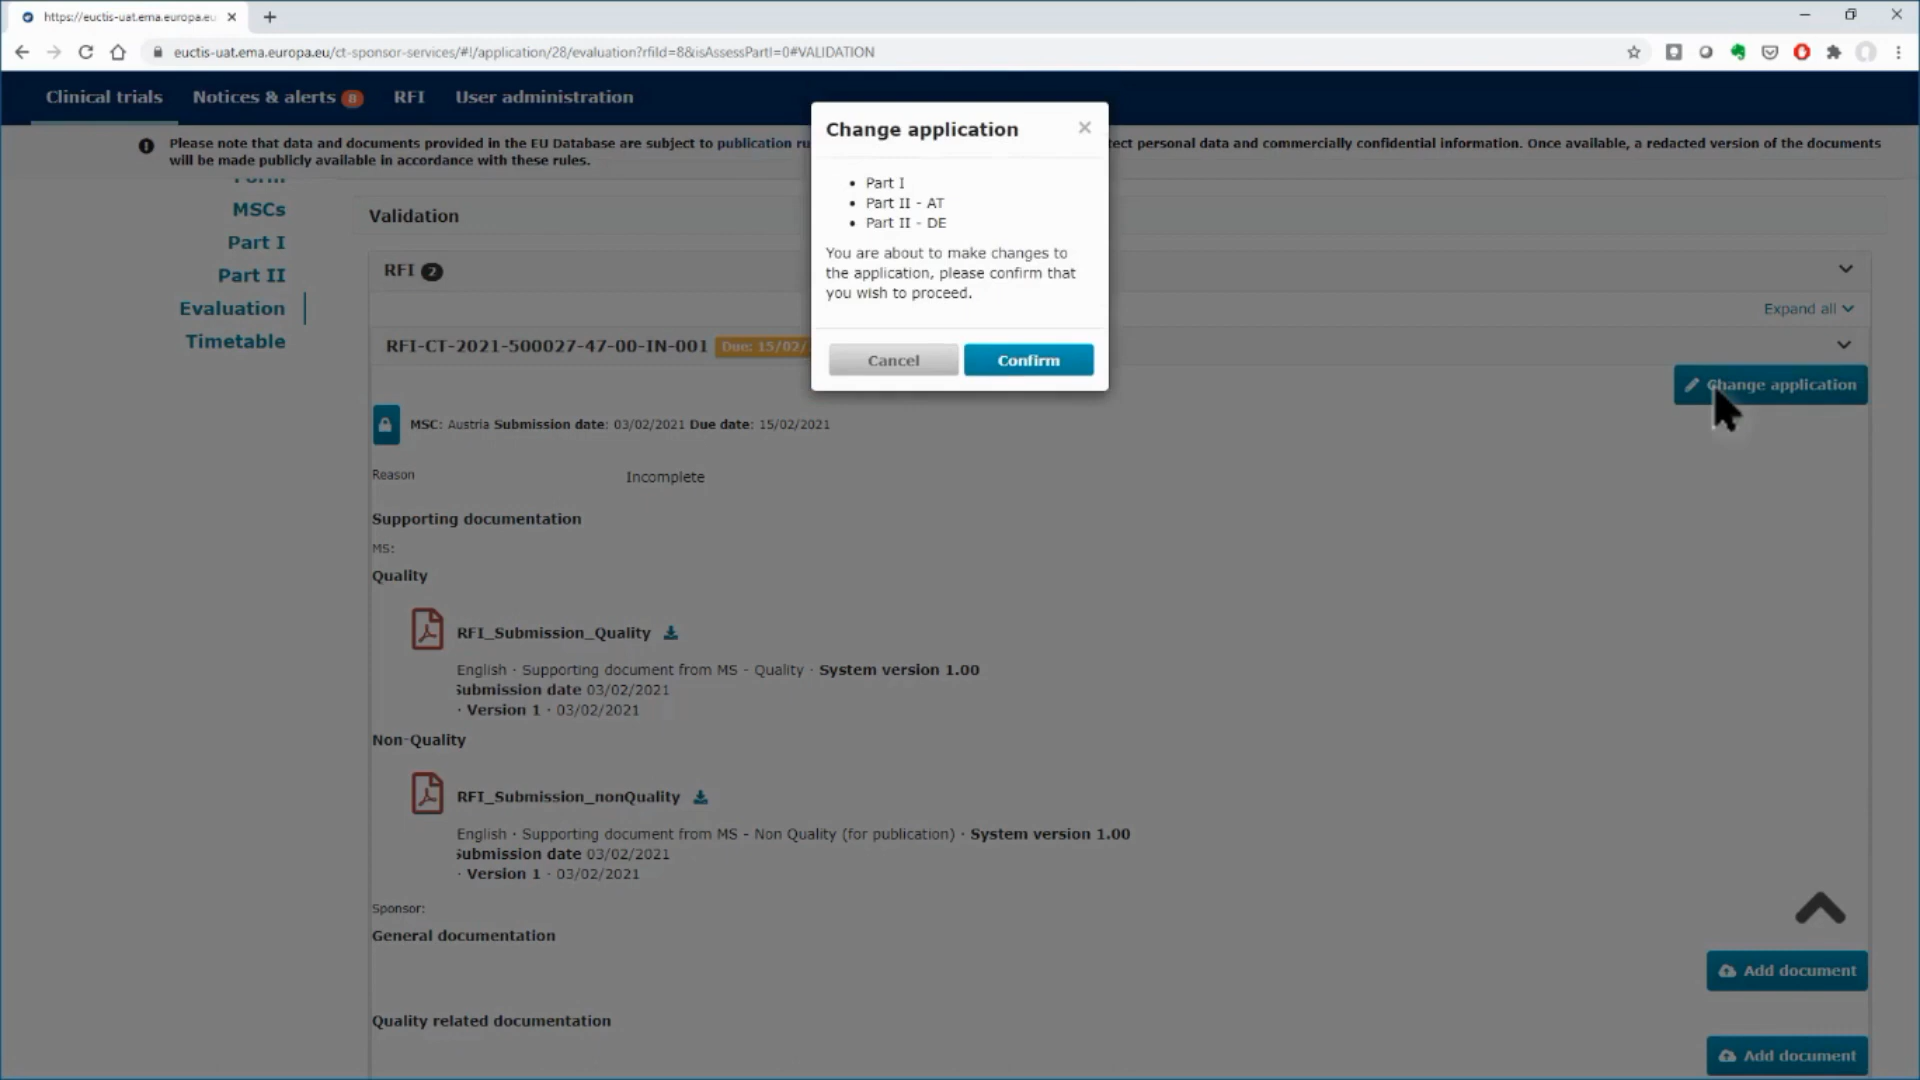 https://euctis-uat.ema.europa.eu
euctis-uat.ema.europa.eu/ct-sponsor-services/#!/application/28/evaluation?rfiId=8&isAssessPartI=0#VALIDATION
Clinical trials Notices & alerts 8 RFI User administration
Please note that data and documents provided in the EU Database are subject to publication ru
tect personal data and commercially confidential information. Once available, a redacted version of the documents
will be made publicly available in accordance with these rules.
Change application
Part I
Part II - AT
Part II - DE
You are about to make changes to
the application, please confirm that
you wish to proceed.
Cancel Confirm
Form
MSCs
Part I
Part II
Evaluation
Timetable
Validation
RFI 2
Expand all
RFI-CT-2021-500027-47-00-IN-001 Due: 15/02/
Change application
MSC: Austria Submission date: 03/02/2021 Due date: 15/02/2021
Reason Incomplete
Supporting documentation
MS:
Quality
RFI_Submission_Quality
English · Supporting document from MS - Quality · System version 1.00
Submission date 03/02/2021
· Version 1 · 03/02/2021
Non-Quality
RFI_Submission_nonQuality
English · Supporting document from MS - Non Quality (for publication) · System version 1.00
Submission date 03/02/2021
· Version 1 · 03/02/2021
Sponsor:
General documentation
Add document
Quality related documentation
Add document